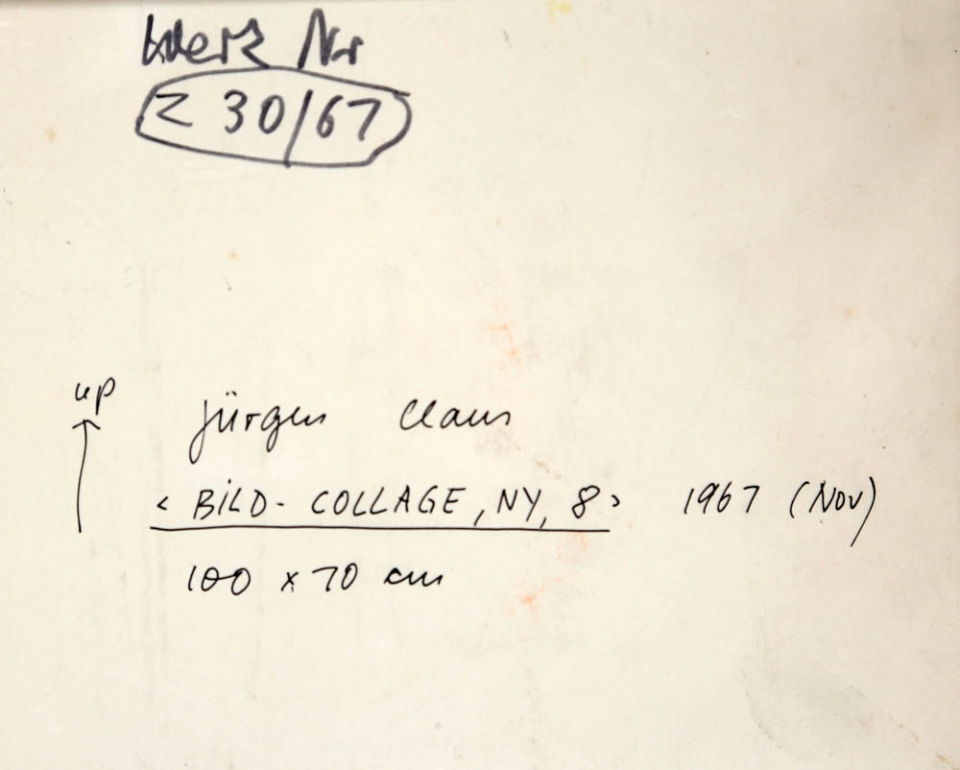 Werk Nr
Z 30/67
up
jürgen claus
‹ BiLD- COLLAGE, NY, 8 › 1967 (Nov)
100 x 70 cm